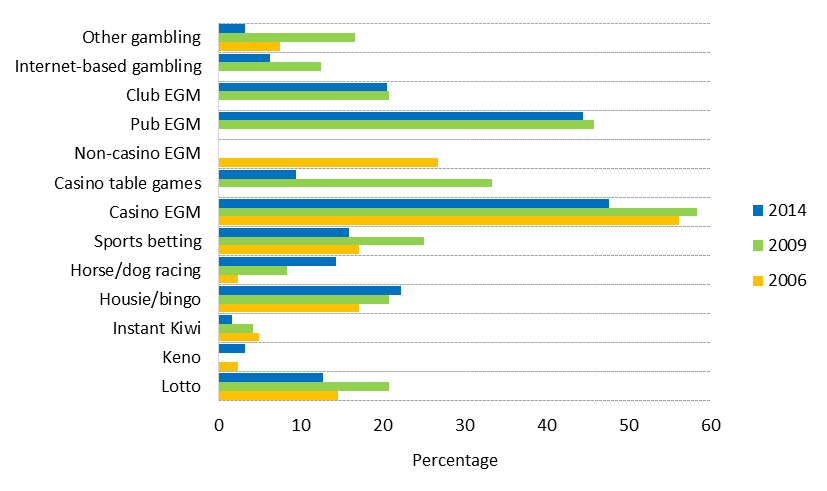 Other gambling
Internet-based gambling
Club EGM
Pub EGM
Non-casino EGM
Casino table games
Casino EGM
Sports betting
Horse/dog racing
Housie/bingo
Instant Kiwi
Keno
Lotto
0 10 20 30 40 50 60
Percentage
2014
2009
2006